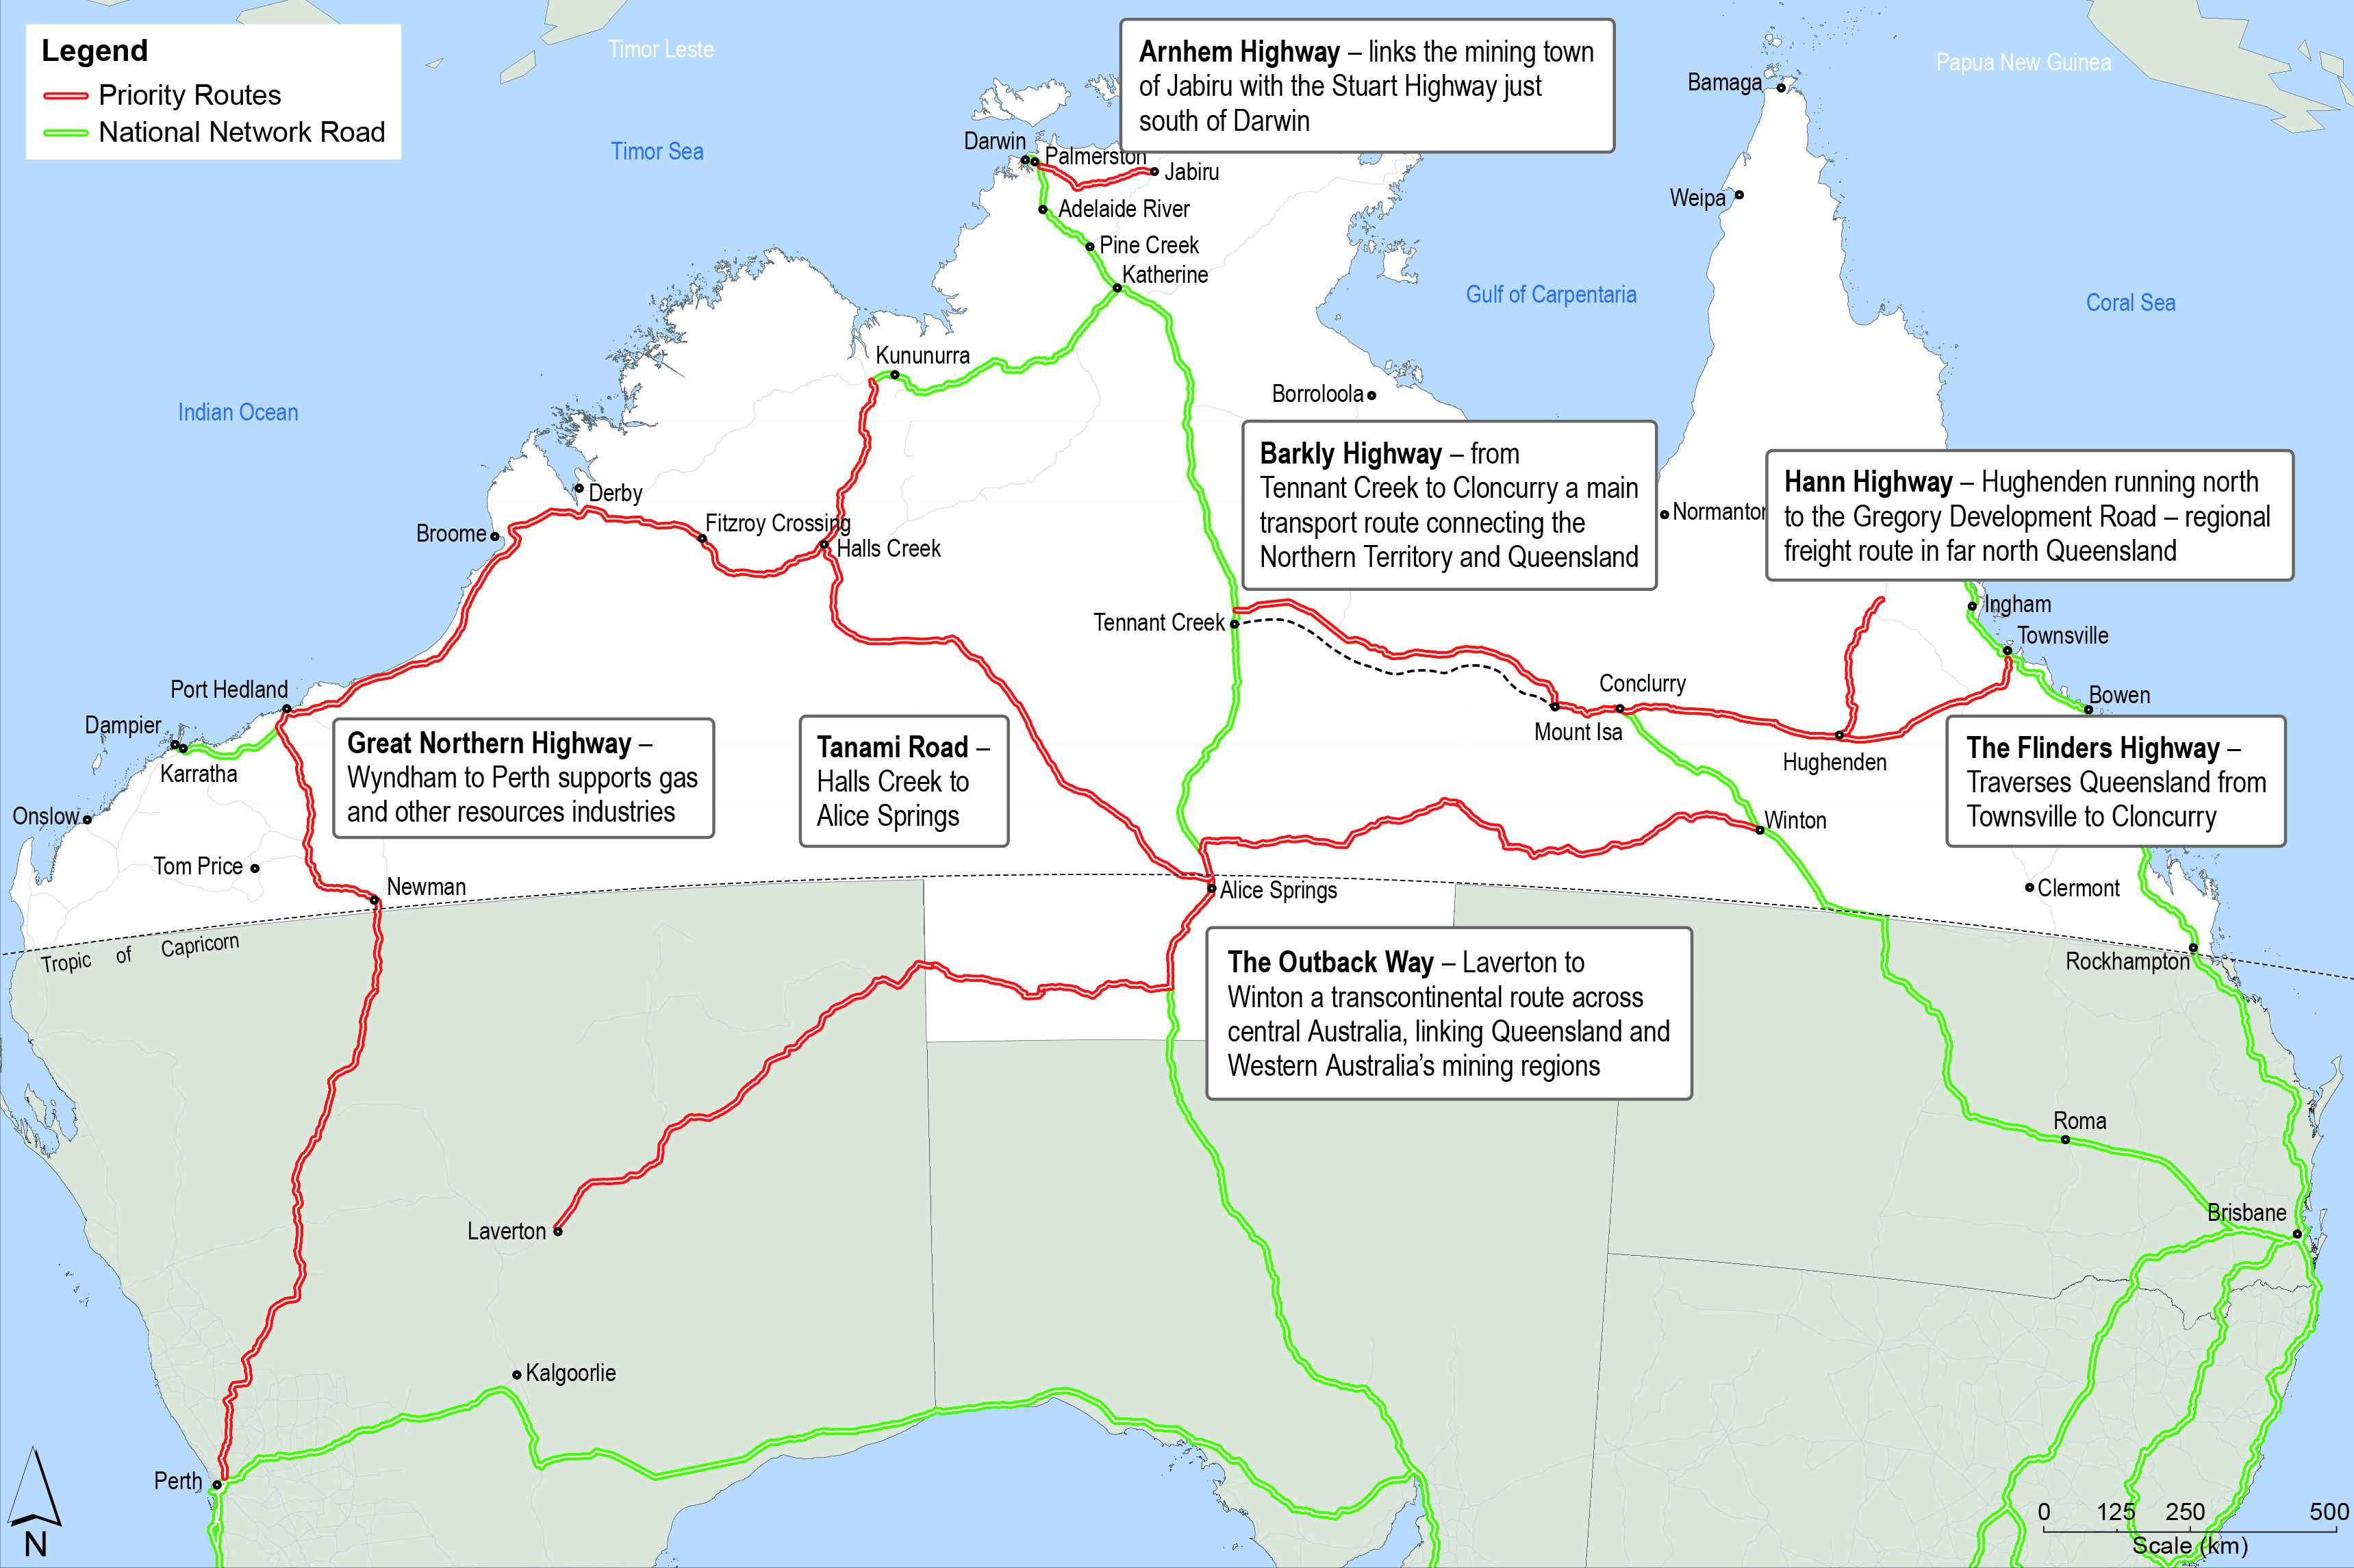 Legend
Priority Routes
National Network Road
Timor Leste
Papua New Guinea
Arnhem Highway – links the mining town
of Jabiru with the Stuart Highway just
south of Darwin
Bamaga
Timor Sea
Darwin
Palmerston
Jabiru
Weipa
Adelaide River
Pine Creek
Katherine
Gulf of Carpentaria
Coral Sea
Kununurra
Indian Ocean
Borroloola
Barkly Highway – from
Tennant Creek to Cloncurry a main
transport route connecting the
Northern Territory and Queensland
Hann Highway – Hughenden running north
to the Gregory Development Road – regional
freight route in far north Queensland
Derby
Broome
Fitzroy Crossing
Halls Creek
Normanton
Ingham
Townsville
Tennant Creek
Port Hedland
Conclurry
Bowen
Dampier
Mount Isa
Karratha
Hughenden
Great Northern Highway –
Wyndham to Perth supports gas
and other resources industries
Tanami Road –
Halls Creek to
Alice Springs
The Flinders Highway –
Traverses Queensland from
Townsville to Cloncurry
Onslow
Winton
Tom Price
Newman
Alice Springs
Clermont
Tropic of Capricorn
Rockhampton
The Outback Way – Laverton to
Winton a transcontinental route across
central Australia, linking Queensland and
Western Australia’s mining regions
Roma
Laverton
Brisbane
Kalgoorlie
Perth
N
0 125 250 500
Scale (km)